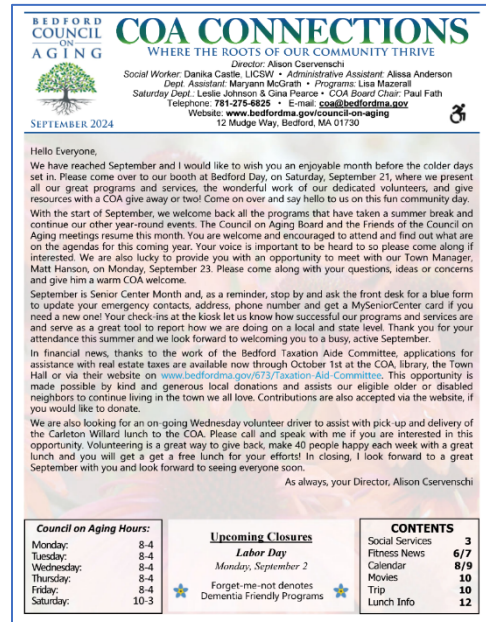 BEDFORD
COUNCIL
ON
AGING
SEPTEMBER 2024
COA CONNECTIONS
WHERE THE ROOTS OF OUR COMMUNITY THRIVE
Director: Alison Cservenschi
Social Worker: Danika Castle, LICSW • Administrative Assistant: Alissa Anderson
Dept. Assistant: Maryann McGrath • Programs: Lisa Mazerall
Saturday Dept.: Leslie Johnson & Gina Pearce • COA Board Chair: Paul Fath
Telephone: 781-275-6825 • E-mail: coa@bedfordma.gov
Website: www.bedfordma.gov/council-on-aging
12 Mudge Way, Bedford, MA 01730
Hello Everyone,
We have reached September and I would like to wish you an enjoyable month before the colder days
set in. Please come over to our booth at Bedford Day, on Saturday, September 21, where we present
all our great programs and services, the wonderful work of our dedicated volunteers, and give
resources with a COA give away or two! Come on over and say hello to us on this fun community day.
With the start of September, we welcome back all the programs that have taken a summer break and
continue our other year-round events. The Council on Aging Board and the Friends of the Council on
Aging meetings resume this month. You are welcome and encouraged to attend and find out what are
on the agendas for this coming year. Your voice is important to be heard to so please come along if
interested. We are also lucky to provide you with an opportunity to meet with our Town Manager,
Matt Hanson, on Monday, September 23. Please come along with your questions, ideas or concerns
and give him a warm COA welcome.
September is Senior Center Month and, as a reminder, stop by and ask the front desk for a blue form
to update your emergency contacts, address, phone number and get a MySeniorCenter card if you
need a new one! Your check-ins at the kiosk let us know how successful our programs and services are
and serve as a great tool to report how we are doing on a local and state level. Thank you for your
attendance this summer and we look forward to welcoming you to a busy, active September.
In financial news, thanks to the work of the Bedford Taxation Aide Committee, applications for
assistance with real estate taxes are available now through October 1st at the COA, library, the Town
Hall or via their website on www.bedfordma.gov/673/Taxation-Aid-Committee. This opportunity is
made possible by kind and generous local donations and assists our eligible older or disabled
neighbors to continue living in the town we all love. Contributions are also accepted via the website, if
you would like to donate.
We are also looking for an on-going Wednesday volunteer driver to assist with pick-up and delivery of
the Carleton Willard lunch to the COA. Please call and speak with me if you are interested in this
opportunity. Volunteering is a great way to give back, make 40 people happy each week with a great
lunch and you will get a get a free lunch for your efforts! In closing, I look forward to a great
September with you and look forward to seeing everyone soon.
As always, your Director, Alison Cservenschi
Council on Aging Hours:
Monday: 8-4
Tuesday: 8-4
Wednesday: 8-4
Thursday: 8-4
Friday: 8-4
Saturday: 10-3
Upcoming Closures
Labor Day
Monday, September 2
Forget-me-not denotes
Dementia Friendly Programs
CONTENTS
Social Services 3
Fitness News 6/7
Calendar 8/9
Movies 10
Trip 10
Lunch Info 12